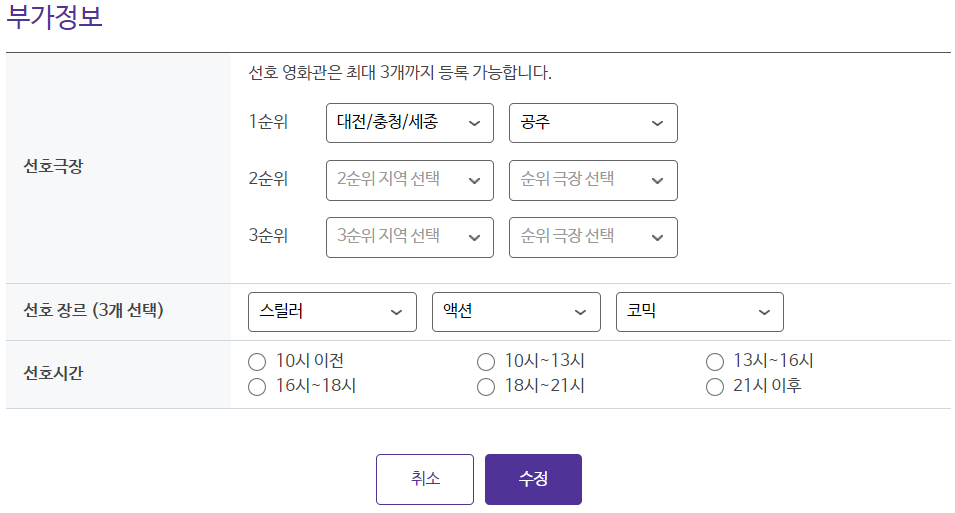 부가정보
선호극장
선호 영화관은 최대 3개까지 등록 가능합니다.
1순위 대전/충청/세종 공주
2순위 2순위 지역 선택 순위 극장 선택
3순위 3순위 지역 선택 순위 극장 선택
선호 장르 (3개 선택) 스릴러 액션 코믹
선호시간
10시 이전 10시~13시 13시~16시
16시~18시 18시~21시 21시 이후
취소 수정